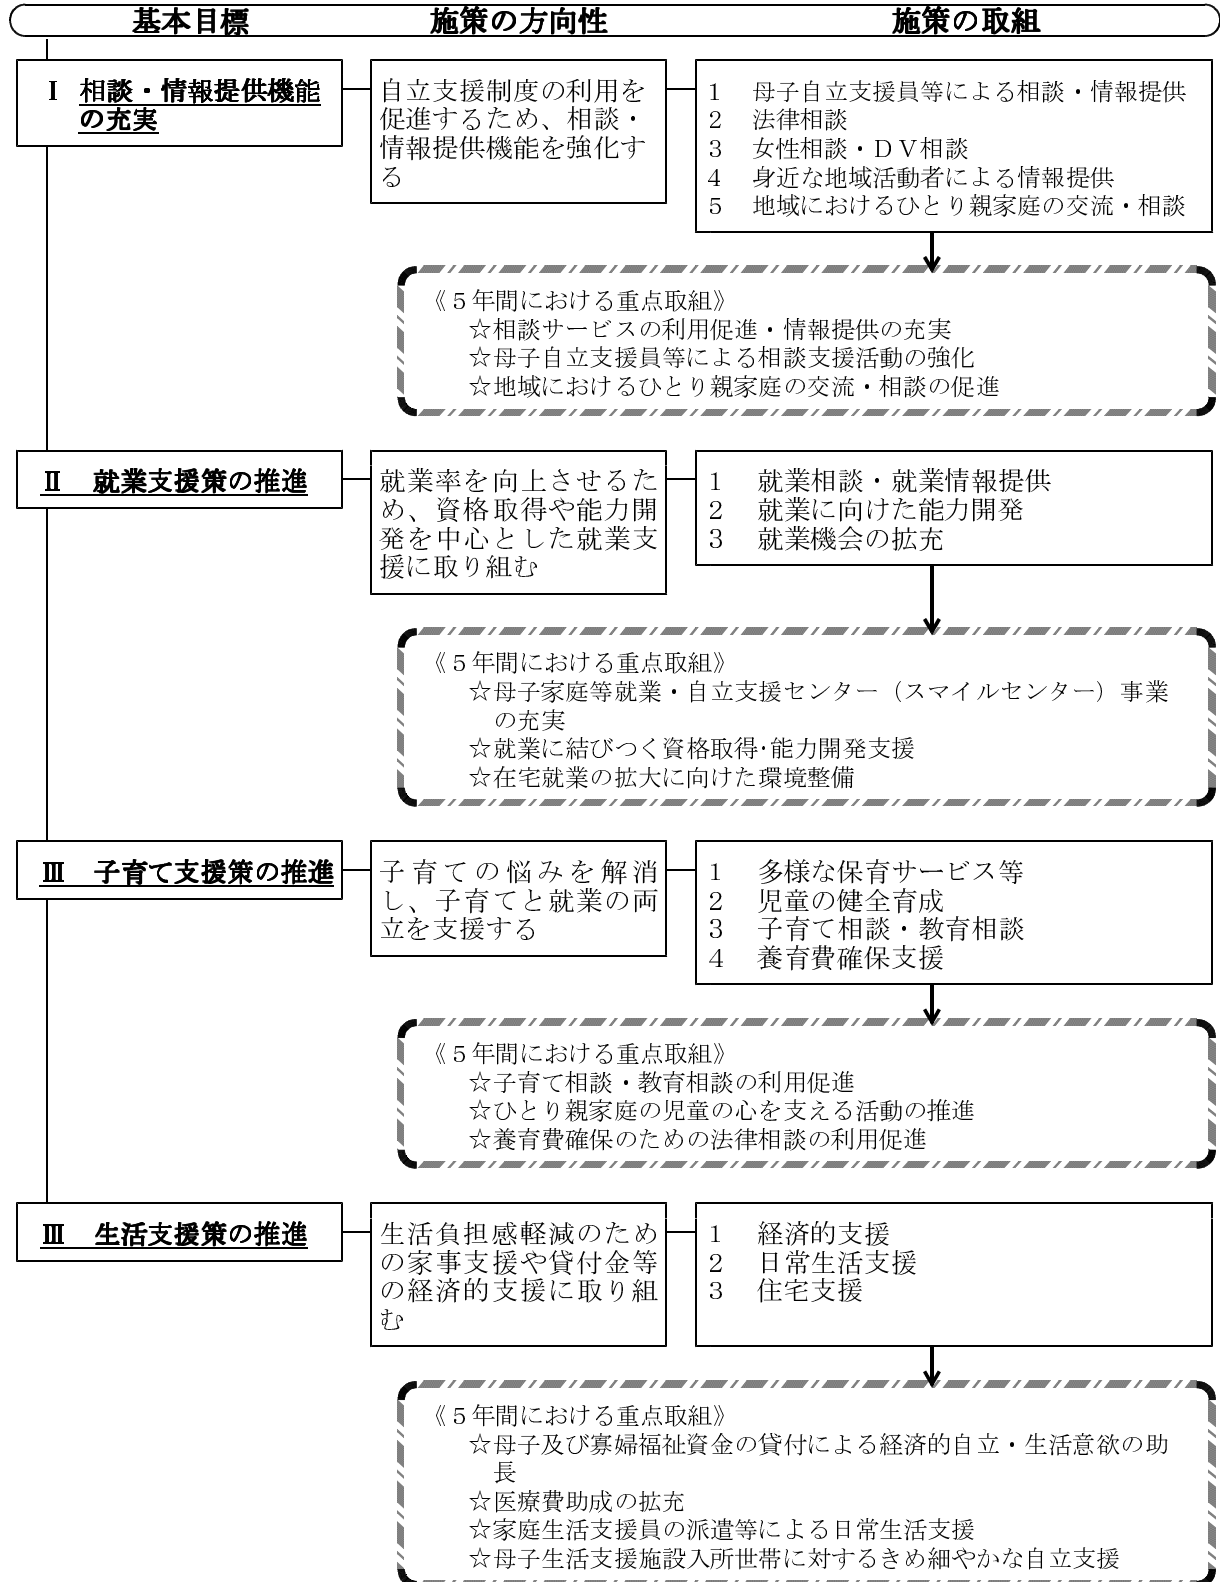 基本目標　施策の方向性　施策の取組
Ⅰ　相談・情報提供機能
の充実
自立支援制度の利用を
促進するため、相談・
情報提供機能を強化す
る
1　母子自立支援員等による相談・情報提供
2　法律相談
3　女性相談・ＤＶ相談
4　身近な地域活動者による情報提供
5　地域におけるひとり親家庭の交流・相談
《５年間における重点取組》
☆相談サービスの利用促進・情報提供の充実
☆母子自立支援員等による相談支援活動の強化
☆地域におけるひとり親家庭の交流・相談の促進
Ⅱ　就業支援策の推進
就業率を向上させるた
め、資格取得や能力開
発を中心とした就業支
援に取り組む
1　就業相談・就業情報提供
2　就業に向けた能力開発
3　就業機会の拡充
《５年間における重点取組》
☆母子家庭等就業・自立支援センター（スマイルセンター）事業
の充実
☆就業に結びつく資格取得･能力開発支援
☆在宅就業の拡大に向けた環境整備
Ⅲ　子育て支援策の推進
子育ての悩みを解消
し、子育てと就業の両
立を支援する
1　多様な保育サービス等
2　児童の健全育成
3　子育て相談・教育相談
4　養育費確保支援
《５年間における重点取組》
☆子育て相談・教育相談の利用促進
☆ひとり親家庭の児童の心を支える活動の推進
☆養育費確保のための法律相談の利用促進
Ⅲ　生活支援策の推進
生活負担感軽減のため
の家事支援や貸付金等
の経済的支援に取り組
む
1　経済的支援
2　日常生活支援
3　住宅支援
《５年間における重点取組》
☆母子及び寡婦福祉資金の貸付による経済的自立・生活意欲の助
長
☆医療費助成の拡充
☆家庭生活支援員の派遣等による日常生活支援
☆母子生活支援施設入所世帯に対するきめ細やかな自立支援